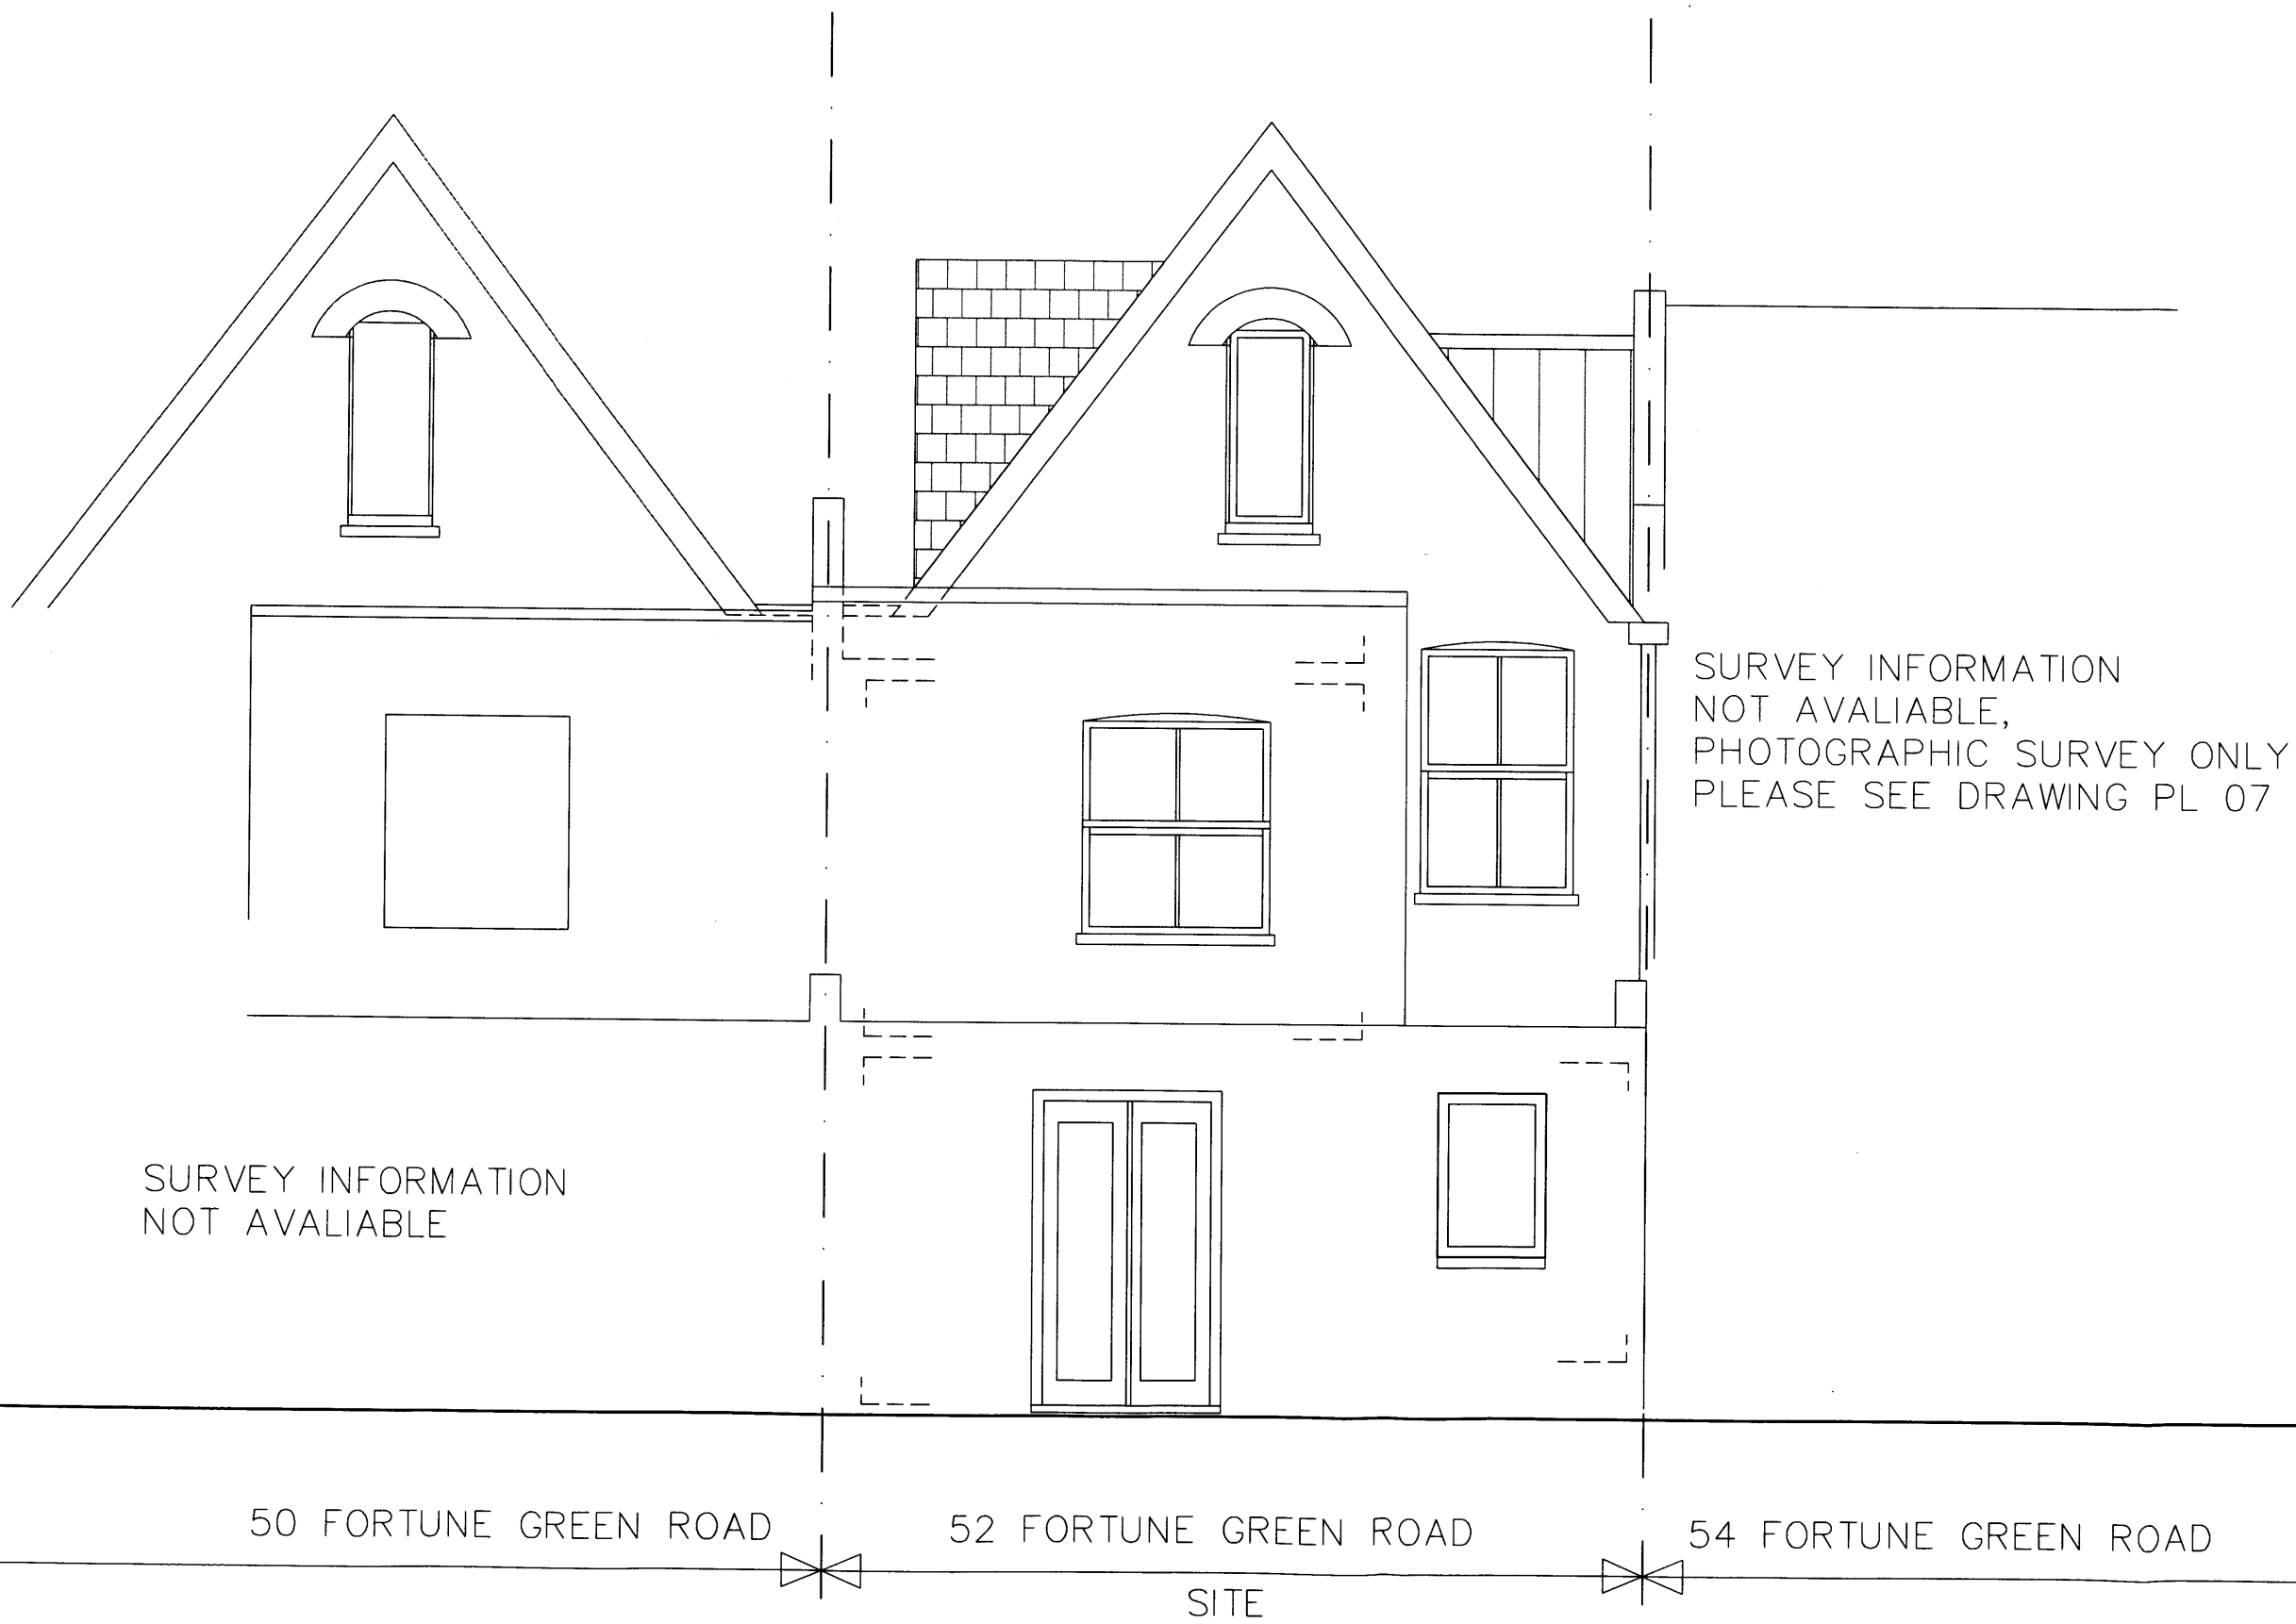 SURVEY INFORMATION
NOT AVALIABLE,
PHOTOGRAPHIC SURVEY ONLY
PLEASE SEE DRAWING PL 07
SURVEY INFORMATION
NOT AVALIABLE
50 FORTUNE GREEN ROAD
52 FORTUNE GREEN ROAD
54 FORTUNE GREEN ROAD
SITE